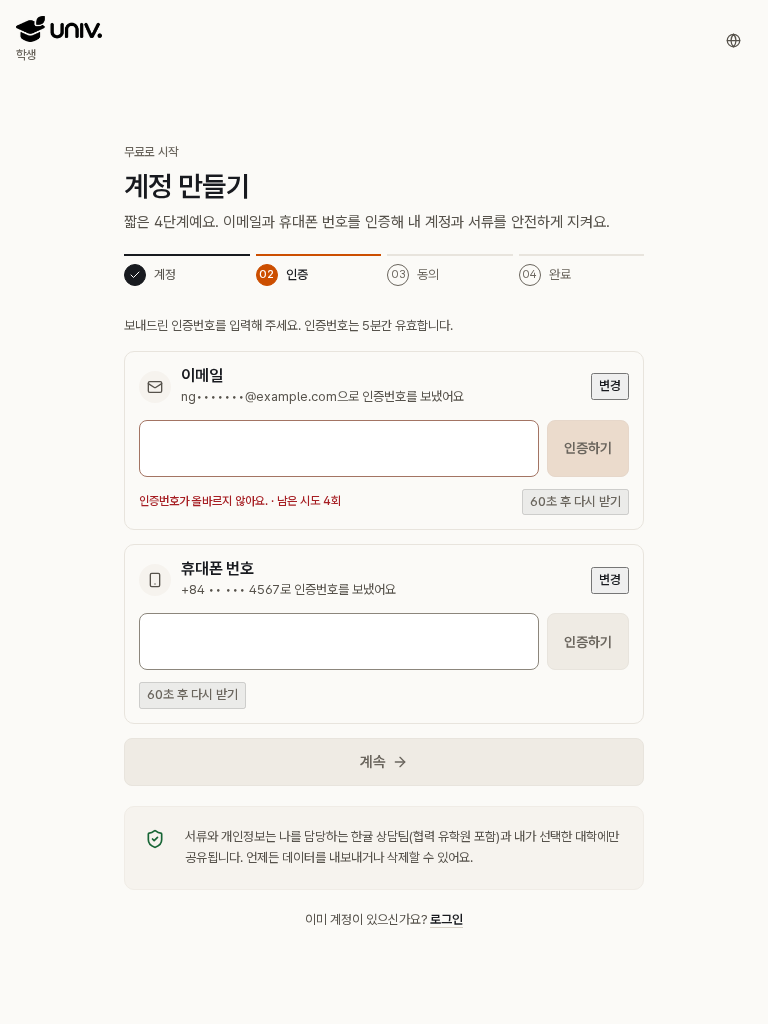 UNIV.
학생
무료로 시작
계정 만들기
짧은 4단계예요. 이메일과 휴대폰 번호를 인증해 내 계정과 서류를 안전하게 지켜요.
계정
02 인증
03 동의
04 완료
보내드린 인증번호를 입력해 주세요. 인증번호는 5분간 유효합니다.
이메일
ng•••••••@example.com으로 인증번호를 보냈어요
변경
인증하기
인증번호가 올바르지 않아요. · 남은 시도 4회
60초 후 다시 받기
휴대폰 번호
+84 •• ••• 4567로 인증번호를 보냈어요
변경
인증하기
60초 후 다시 받기
계속 →
서류와 개인정보는 나를 담당하는 한귤 상담팀(협력 유학원 포함)과 내가 선택한 대학에만
공유됩니다. 언제든 데이터를 내보내거나 삭제할 수 있어요.
이미 계정이 있으신가요? 로그인